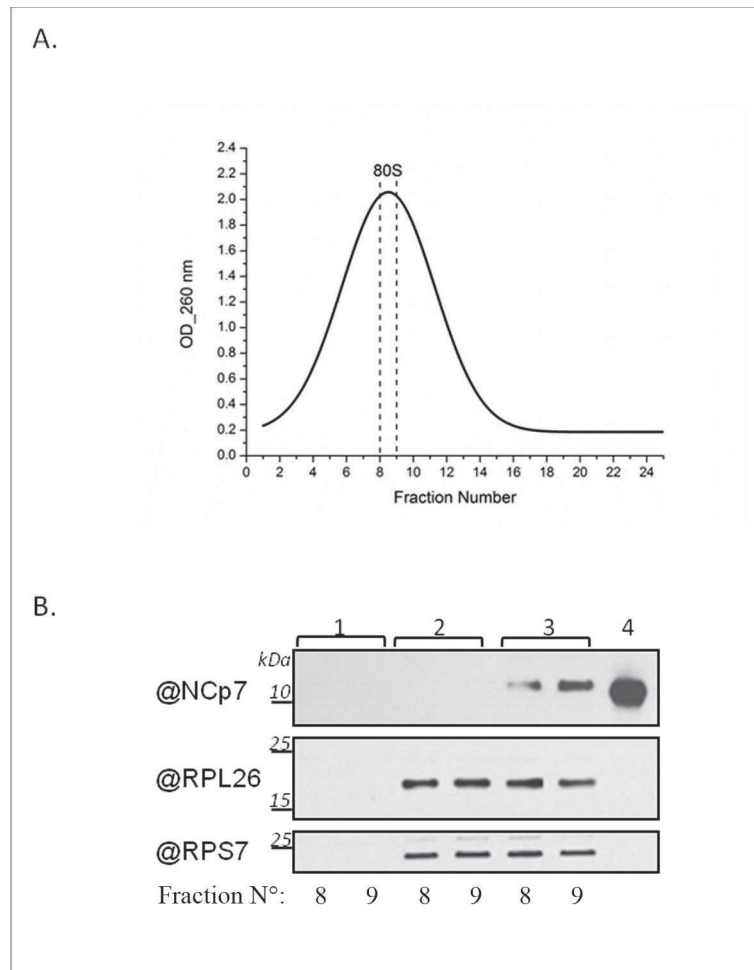 A.
2.4
2.2
2.0
1.8
1.6
1.4
1.2
1.0
0.8
0.6
0.4
0.2
0.0
OD_260 nm
80S
0 2 4 6 8 10 12 14 16 18 20 22 24
Fraction Number
B.
1 2 3 4
kDa
@NCp7 10
25
@RPL26
15
25
@RPS7
Fraction N°: 8 9 8 9 8 9